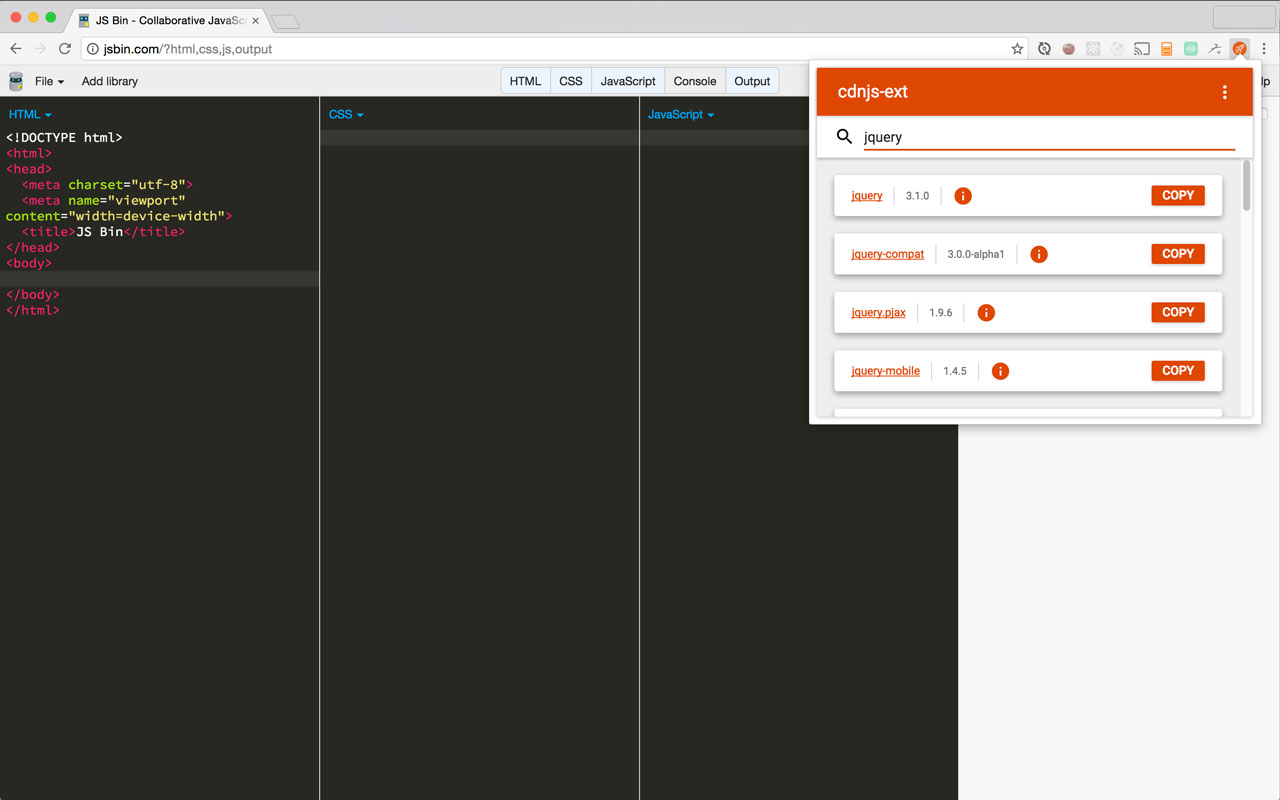 JS Bin - Collaborative JavaSc
jsbin.com/?html,css,js,output
File
Add library
HTML
CSS
JavaScript
Console
Output
lp
HTML
<!DOCTYPE html>
<html>
<head>
<meta charset="utf-8">
<meta name="viewport"
content="width=device-width">
<title>JS Bin</title>
</head>
<body>
</body>
</html>
CSS
JavaScript
cdnjs-ext
jquery
jquery 3.1.0 i COPY
jquery-compat 3.0.0-alpha1 i COPY
jquery.pjax 1.9.6 i COPY
jquery-mobile 1.4.5 i COPY